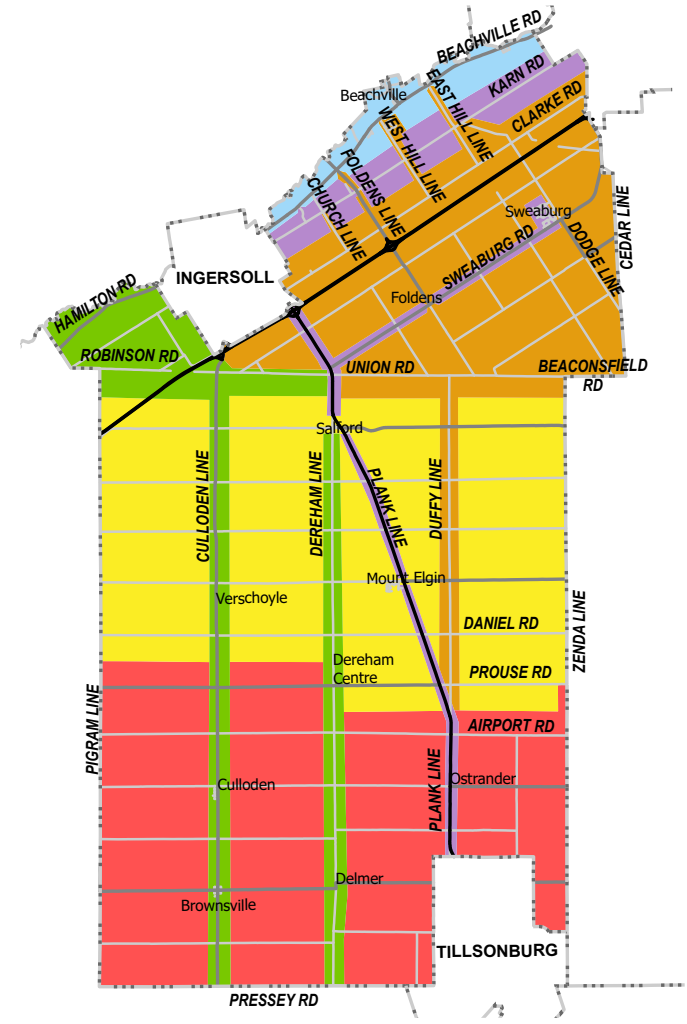 BEACHVILLE RD
EAST HILL LINE
KARN RD
Beachville
CLARKE RD
WEST HILL LINE
FOLDENS LINE
CHURCH LINE
Sweaburg
CEDAR LINE
DODGE LINE
SWEABURG RD
INGERSOLL
Foldens
HAMILTON RD
ROBINSON RD
UNION RD
BEACONSFIELD
RD
Salford
CULLODEN LINE
DEREHAM LINE
PLANK LINE
DUFFY LINE
Mount Elgin
Verschoyle
DANIEL RD
ZENDA LINE
Dereham
Centre
PROUSE RD
PIGRAM LINE
AIRPORT RD
PLANK LINE
Ostrander
Culloden
Delmer
Brownsville
TILLSONBURG
PRESSEY RD